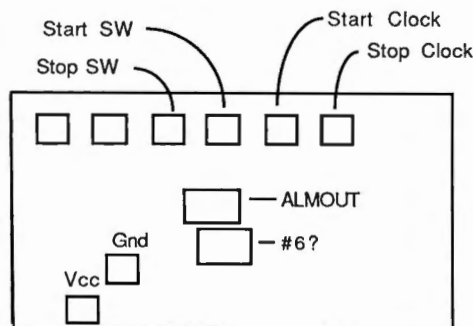 Start SW
Start Clock
Stop SW
Stop Clock
ALMOUT
#6?
Gnd
Vcc